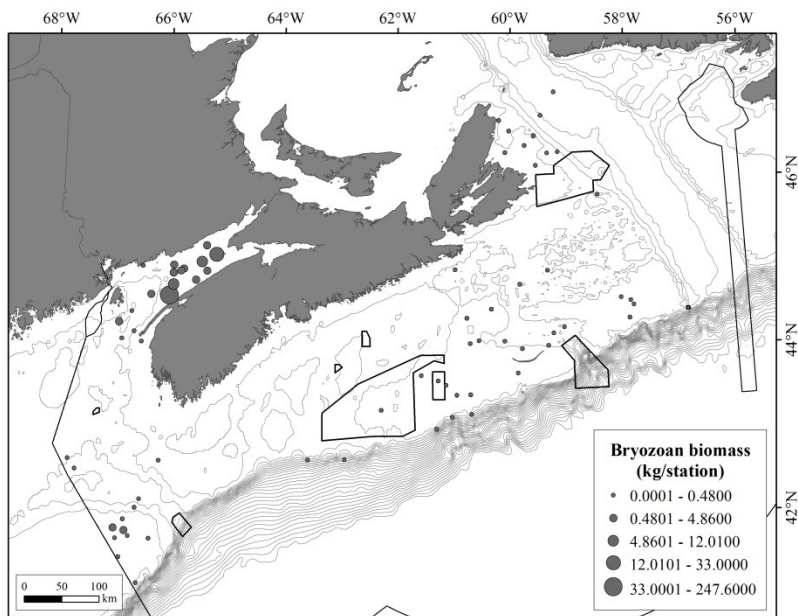 68°W 66°W 64°W 62°W 60°W 58°W 56°W
46°N
44°N
42°N
Bryozoan biomass
(kg/station)
0.0001 - 0.4800
0.4801 - 4.8600
4.8601 - 12.0100
12.0101 - 33.0000
33.0001 - 247.6000
0 50 100
km